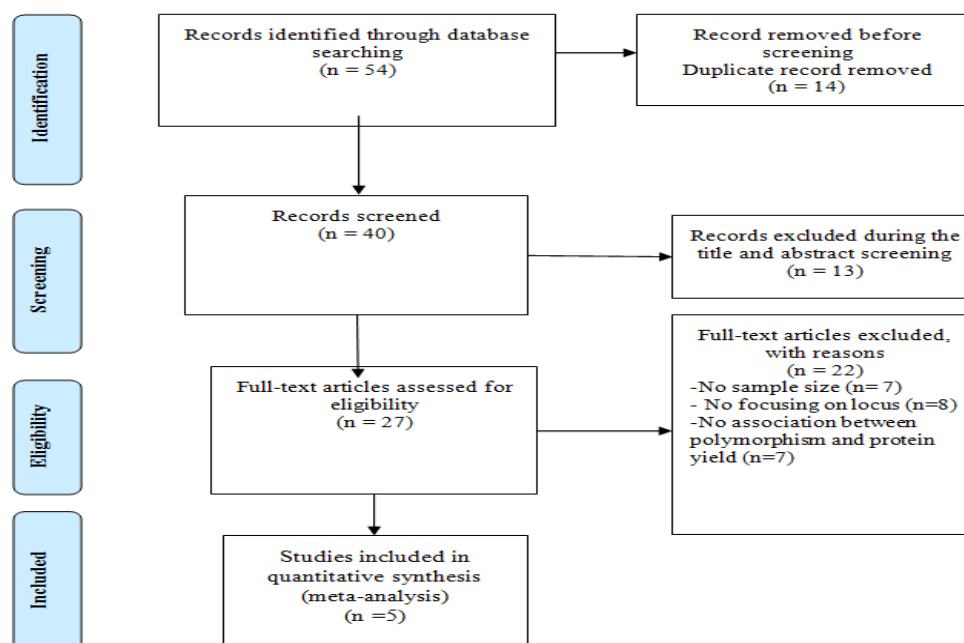 Identification
Records identified through database
searching
(n = 54)
Record removed before
screening
Duplicate record removed
(n = 14)
Screening
Records screened
(n = 40)
Records excluded during the
title and abstract screening
(n = 13)
Eligibility
Full-text articles assessed for
eligibility
(n = 27)
Full-text articles excluded,
with reasons
(n = 22)
-No sample size (n= 7)
- No focusing on locus (n=8)
-No association between
polymorphism and protein
yield (n=7)
Included
Studies included in
quantitative synthesis
(meta-analysis)
(n =5)